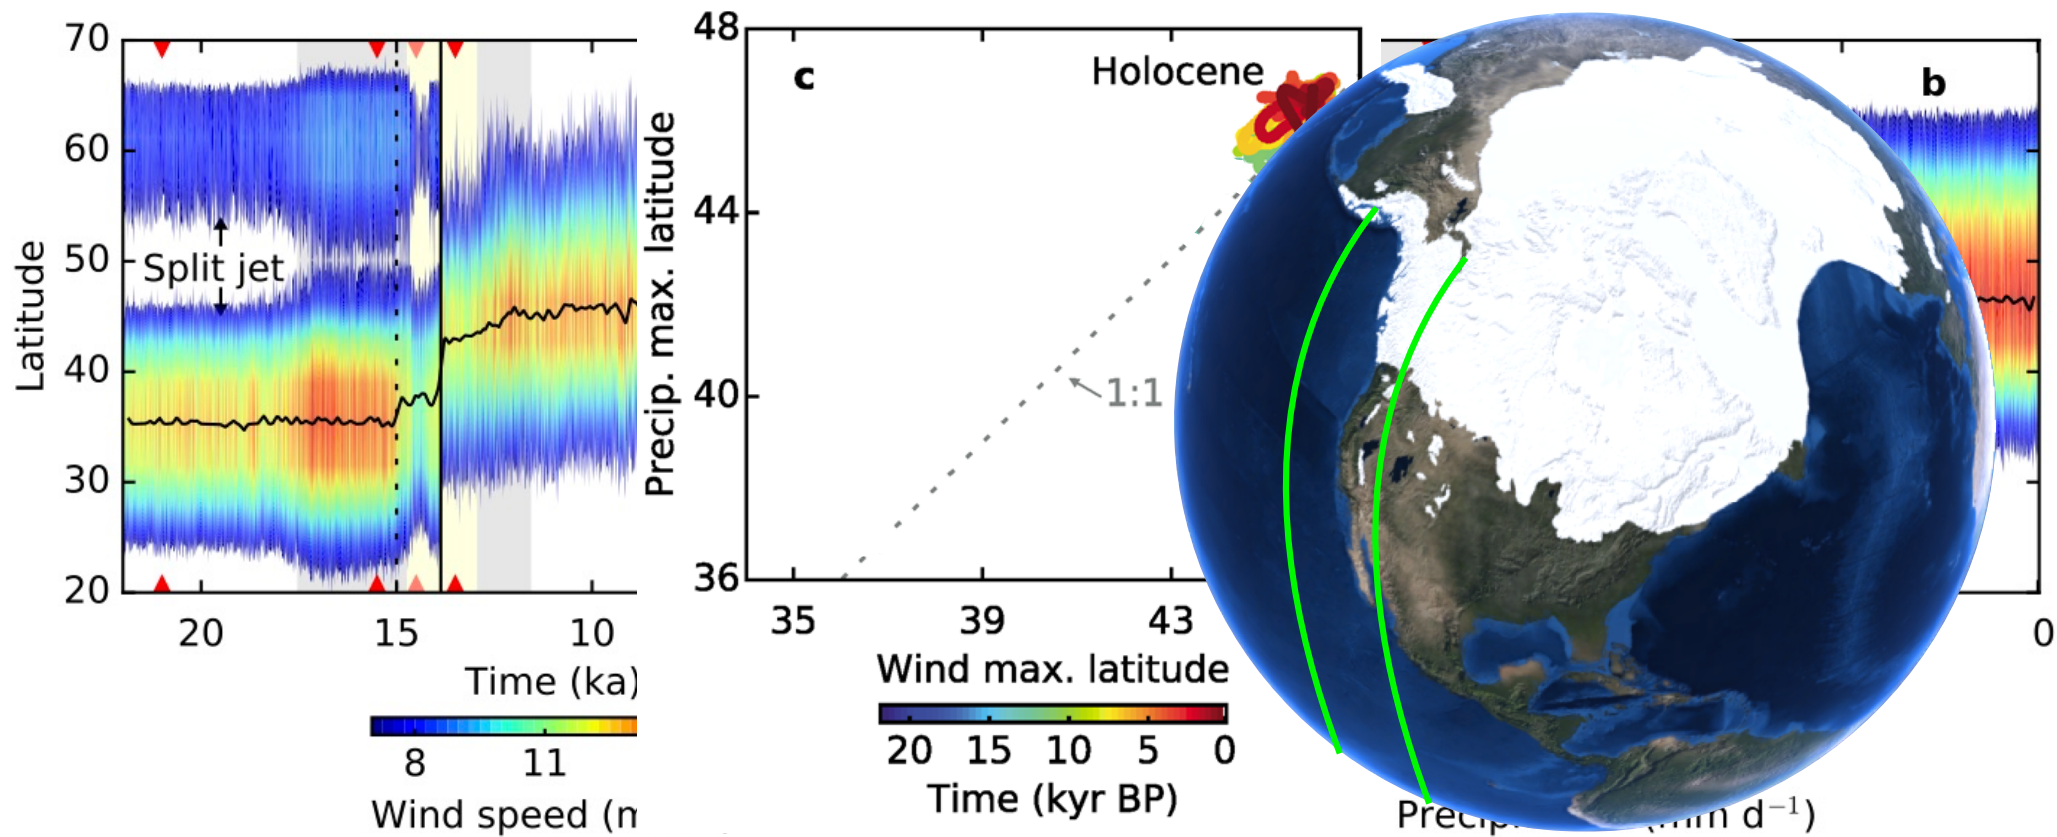 70
60
50
40
30
20
Latitude
Split jet
20
15
10
Time (ka)
8
11
Wind speed (m
48
44
40
36
Precip. max. latitude
c
Holocene
1:1
35
39
43
Wind max. latitude
20
15
10
5
0
Time (kyr BP)
b
0
d⁻¹)